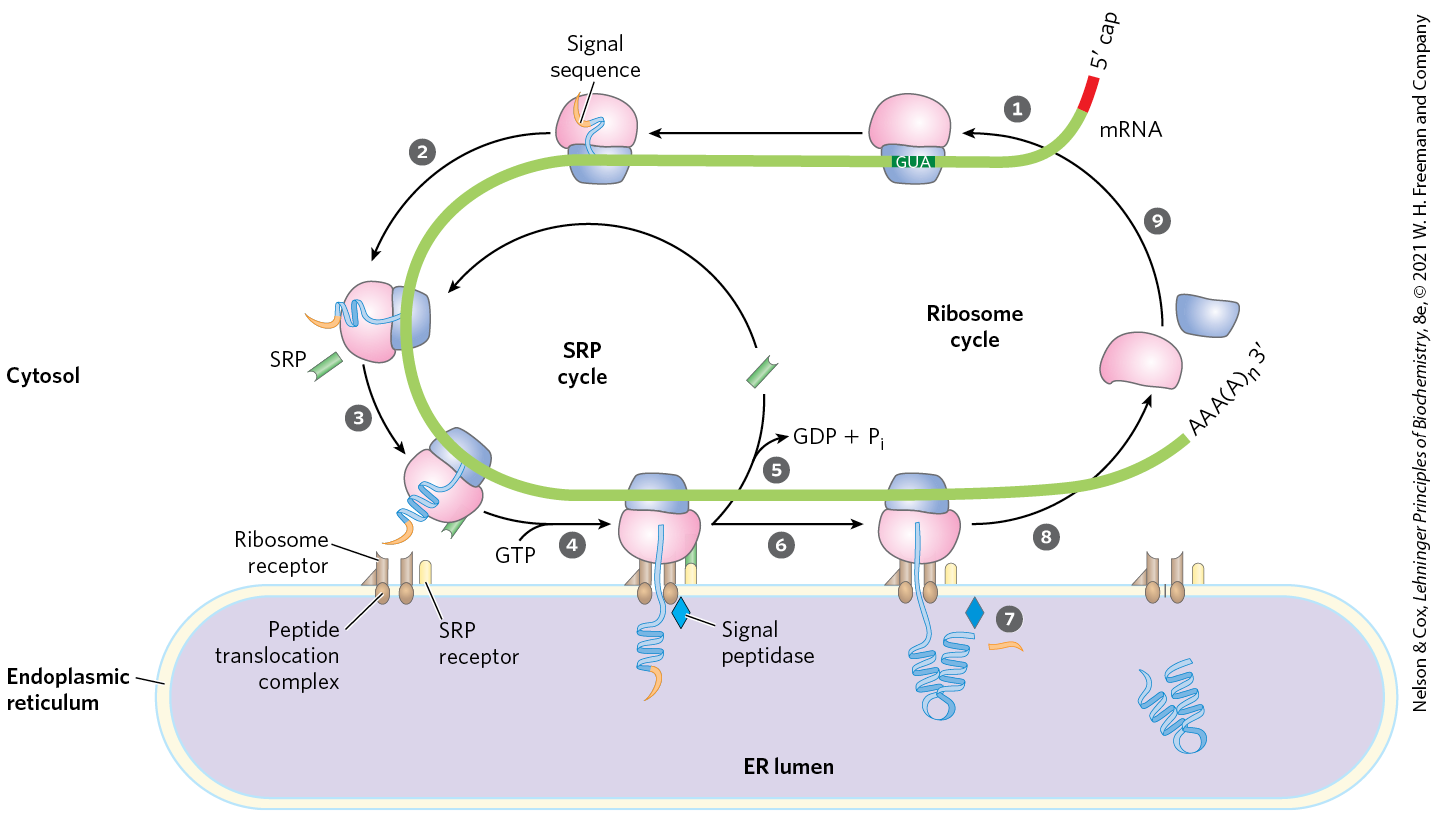 Signal
sequence
1
5′ cap
mRNA
GUA
2
9
Ribosome
cycle
SRP
SRP
cycle
Cytosol
AAA(A)n 3′
3
GDP + Pi
5
GTP
4
6
8
Ribosome
receptor
Peptide
translocation
complex
SRP
receptor
Signal
peptidase
7
Endoplasmic
reticulum
ER lumen
Nelson & Cox, Lehninger Principles of Biochemistry, 8e, © 2021 W. H. Freeman and Company